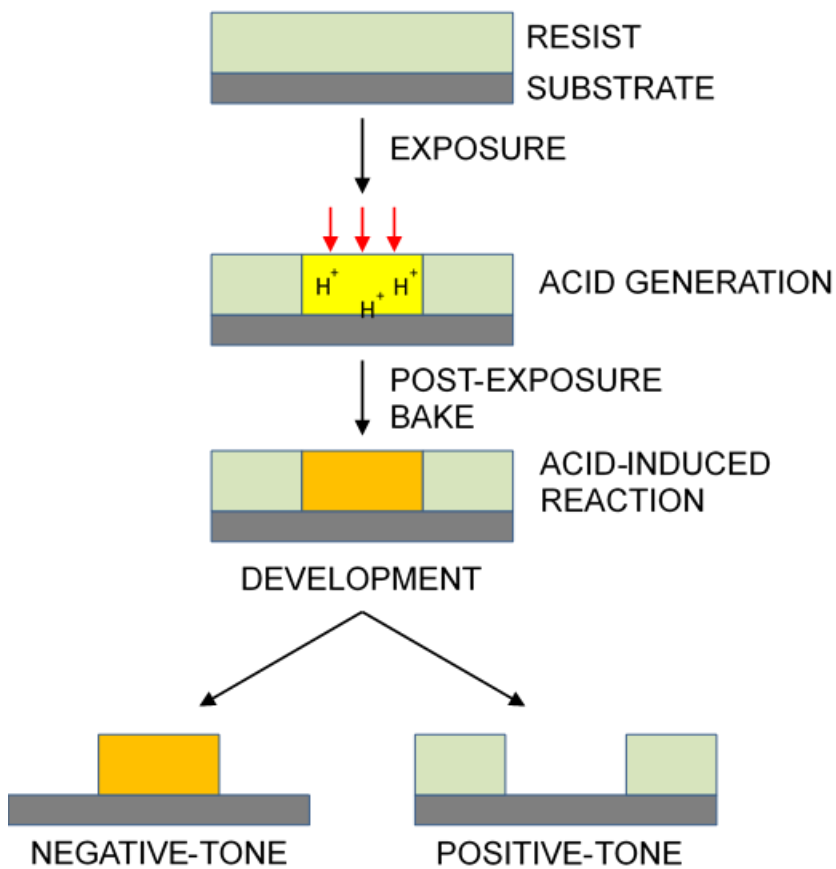 RESIST
SUBSTRATE
EXPOSURE
H⁺
H⁺
H⁺
ACID GENERATION
POST-EXPOSURE
BAKE
ACID-INDUCED
REACTION
DEVELOPMENT
NEGATIVE-TONE
POSITIVE-TONE